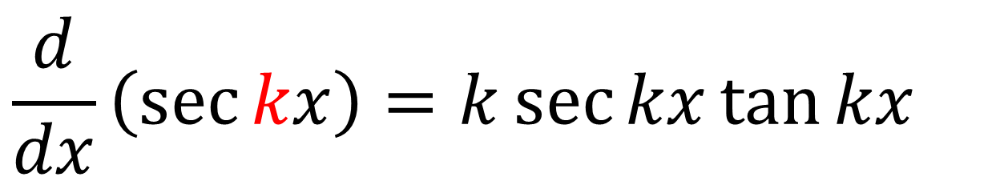 d/dx (sec kx) = k sec kx tan kx